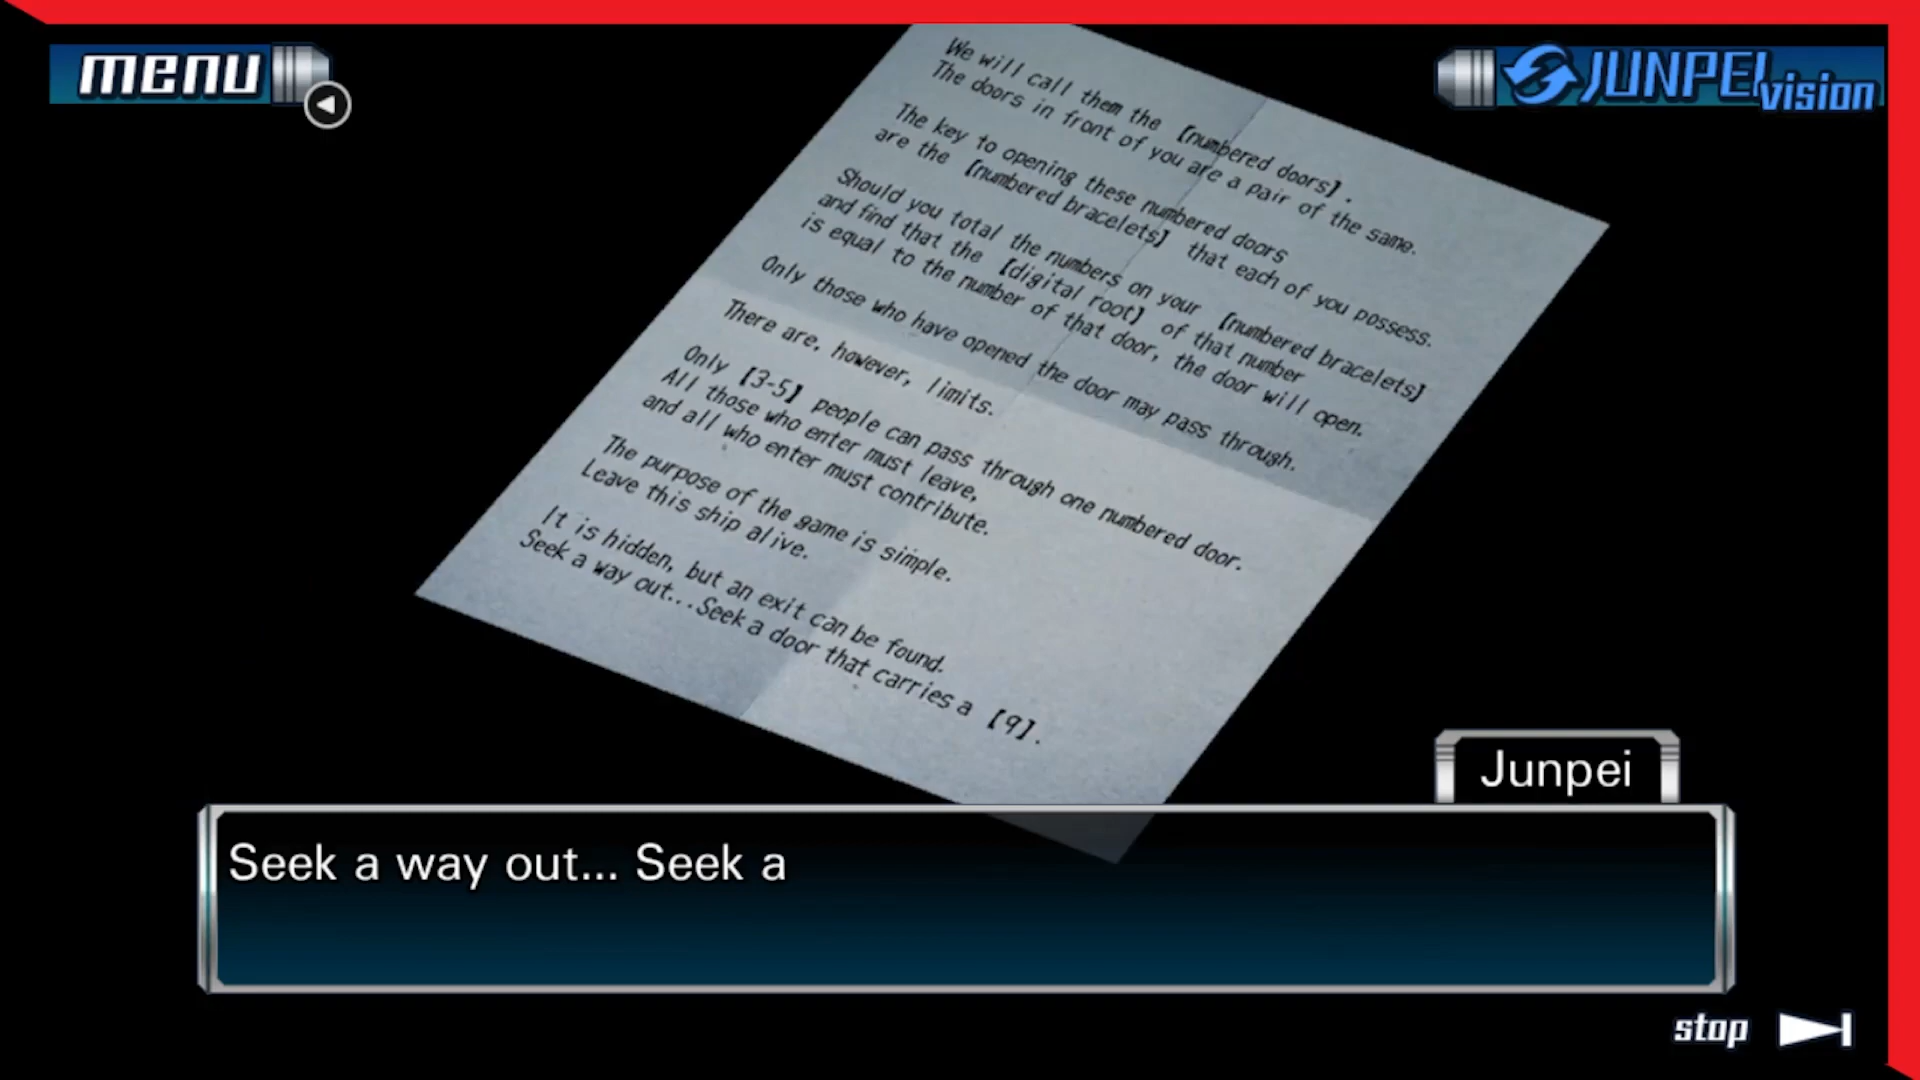 menu
JUNPEI vision
We will call them the 【numbered doors】.
The doors in front of you are a pair of the same.
The key to opening these numbered doors
are the 【numbered bracelets】 that each of you possess.
Should you total the numbers on your 【numbered bracelets】
and find that the 【digital root】 of that number
is equal to the number of that door, the door will open.
Only those who have opened the door may pass through.
There are, however, limits.
Only 【3-5】 people can pass through one numbered door.
All those who enter must leave,
and all who enter must contribute.
The purpose of the game is simple.
Leave this ship alive.
It is hidden, but an exit can be found.
Seek a way out...Seek a door that carries a 【9】.
Junpei
Seek a way out... Seek a
stop